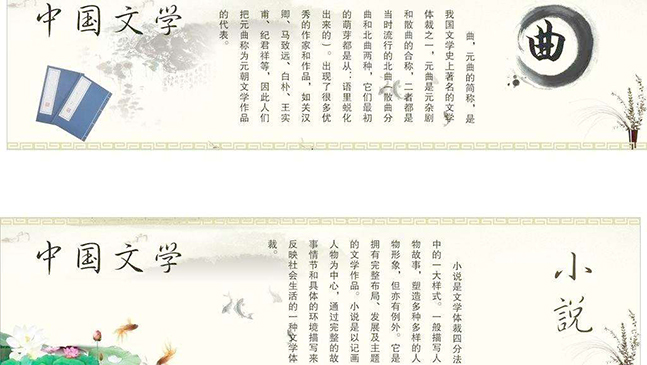 中国文学
曲
曲，元曲的简称，是
我国文学史上著名的文学
体裁之一，元曲是元杂剧
和散曲的合称，二者都是
当时流行的北曲（散曲分
曲和北曲两种，它们最初
的萌芽都是从：语里蜕化
出来的）。出现了很多优
秀的作家和作品，如关汉
卿、马致远、白朴、王实
甫、纪君祥等，因此人们
把元曲称为元朝文学作品
的代表。
中国文学
小説
小说是文学体裁四分法
中的一大样式。一般描写人
物故事，塑造多种多样的人
物形象，但亦有例外。它是
拥有完整布局、发展及主题
的文学作品。小说是以记画
人物为中心，通过完整的故
事情节和具体的环境描写来
反映社会生活的一种文学体
裁。